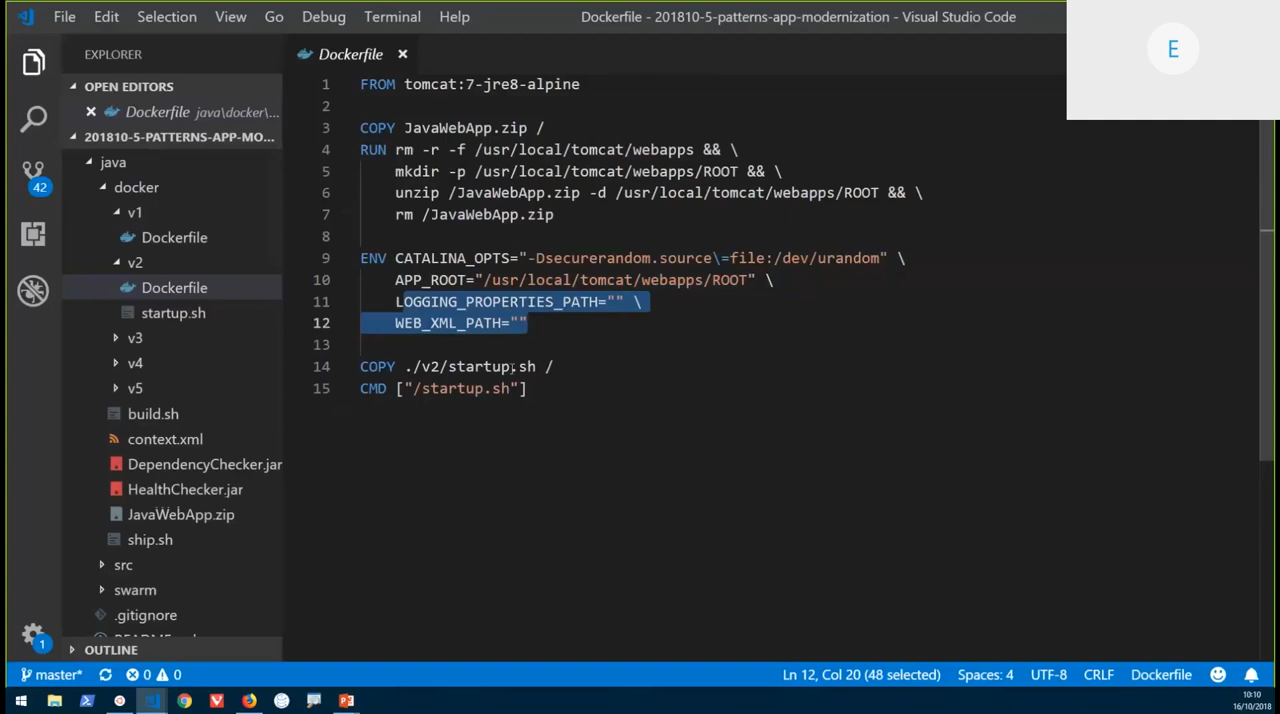 File Edit Selection View Go Debug Terminal Help
Dockerfile - 201810-5-patterns-app-modernization - Visual Studio Code
E
EXPLORER
OPEN EDITORS
Dockerfile java\docker\...
201810-5-PATTERNS-APP-MO...
java
docker
v1
Dockerfile
v2
Dockerfile
startup.sh
v3
v4
v5
build.sh
context.xml
DependencyChecker.jar
HealthChecker.jar
JavaWebApp.zip
ship.sh
src
swarm
.gitignore
OUTLINE
42
1
Dockerfile
1 FROM tomcat:7-jre8-alpine
2
3 COPY JavaWebApp.zip /
4 RUN rm -r -f /usr/local/tomcat/webapps && \
5 mkdir -p /usr/local/tomcat/webapps/ROOT && \
6 unzip /JavaWebApp.zip -d /usr/local/tomcat/webapps/ROOT && \
7 rm /JavaWebApp.zip
8
9 ENV CATALINA_OPTS="-Dsecurerandom.source\=file:/dev/urandom" \
10 APP_ROOT="/usr/local/tomcat/webapps/ROOT" \
11 LOGGING_PROPERTIES_PATH="" \
12 WEB_XML_PATH=""
13
14 COPY ./v2/startup.sh /
15 CMD ["/startup.sh"]
master* 0 0
Ln 12, Col 20 (48 selected) Spaces: 4 UTF-8 CRLF Dockerfile
10:10
16/10/2018